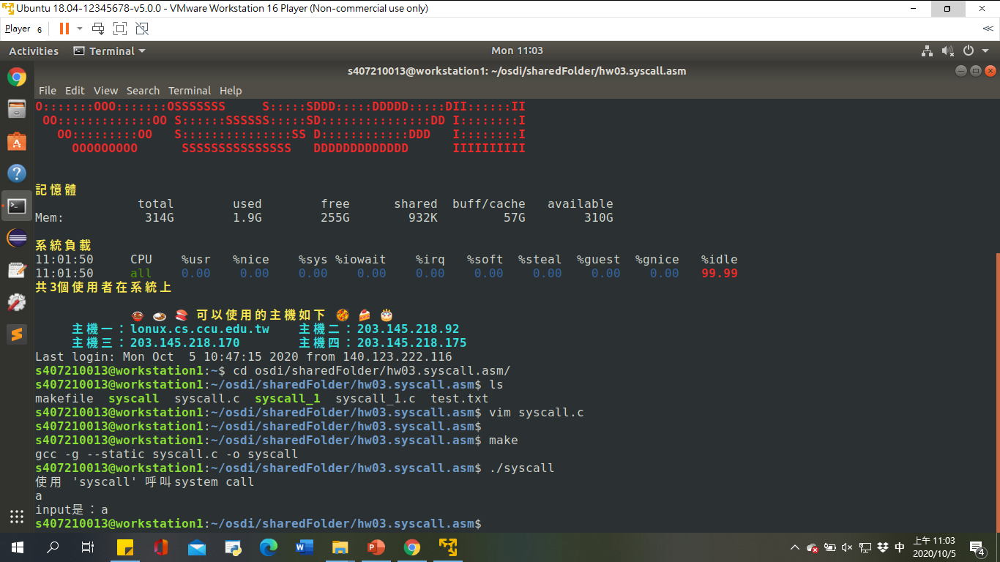 Ubuntu 18.04-12345678-v5.0.0 - VMware Workstation 16 Player (Non-commercial use only)
Player 6
Activities Terminal Mon 11:03
s407210013@workstation1: ~/osdi/sharedFolder/hw03.syscall.asm
File Edit View Search Terminal Help
O:::::::OOO:::::::OSSSSSSS     S:::::SDDD:::::DDDDD:::::DII::::::II
 OO:::::::::::::OO S::::::SSSSSS:::::SD:::::::::::::::DD I::::::::I
   OO:::::::::OO   S:::::::::::::::SS D::::::::::::DDD   I::::::::I
     OOOOOOOOO      SSSSSSSSSSSSSSS   DDDDDDDDDDDDD      IIIIIIIIII
記憶體
              total        used        free      shared  buff/cache   available
Mem:           314G        1.9G        255G        932K         57G        310G
系統負載
11:01:50     CPU    %usr   %nice    %sys %iowait    %irq   %soft  %steal  %guest  %gnice   %idle
11:01:50     all    0.00    0.00    0.00    0.00    0.00    0.00    0.00    0.00    0.00   99.99
共3個使用者在系統上
可以使用的主機如下
主機一：lonux.cs.ccu.edu.tw    主機二：203.145.218.92
主機三：203.145.218.170        主機四：203.145.218.175
Last login: Mon Oct  5 10:47:15 2020 from 140.123.222.116
s407210013@workstation1:~$ cd osdi/sharedFolder/hw03.syscall.asm/
s407210013@workstation1:~/osdi/sharedFolder/hw03.syscall.asm$ ls
makefile  syscall  syscall.c  syscall_1  syscall_1.c  test.txt
s407210013@workstation1:~/osdi/sharedFolder/hw03.syscall.asm$ vim syscall.c
s407210013@workstation1:~/osdi/sharedFolder/hw03.syscall.asm$
s407210013@workstation1:~/osdi/sharedFolder/hw03.syscall.asm$ make
gcc -g --static syscall.c -o syscall
s407210013@workstation1:~/osdi/sharedFolder/hw03.syscall.asm$ ./syscall
使用 'syscall' 呼叫system call
a
input是：a
s407210013@workstation1:~/osdi/sharedFolder/hw03.syscall.asm$
中
上午 11:03
2020/10/5
4